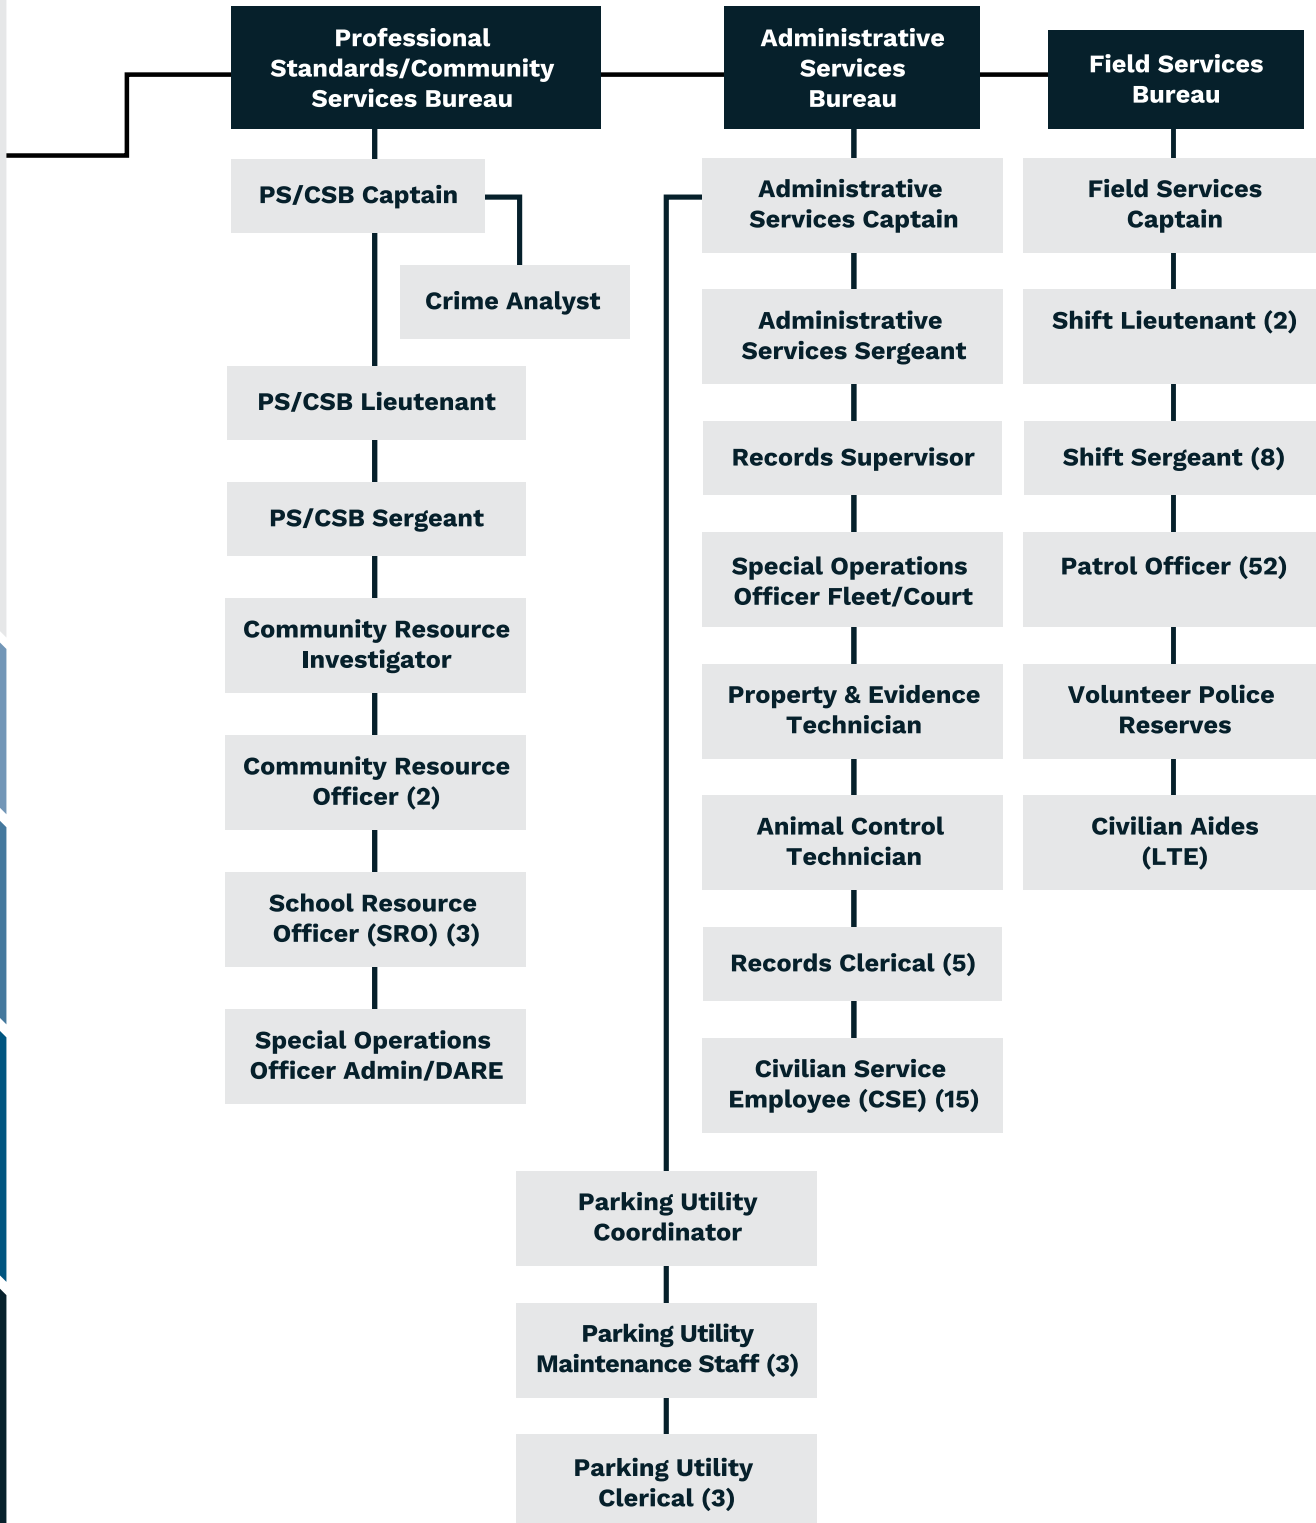 Professional
Standards/Community
Services Bureau
PS/CSB Captain
Crime Analyst
PS/CSB Lieutenant
PS/CSB Sergeant
Community Resource
Investigator
Community Resource
Officer (2)
School Resource
Officer (SRO) (3)
Special Operations
Officer Admin/DARE
Administrative
Services
Bureau
Administrative
Services Captain
Administrative
Services Sergeant
Records Supervisor
Special Operations
Officer Fleet/Court
Property & Evidence
Technician
Animal Control
Technician
Records Clerical (5)
Civilian Service
Employee (CSE) (15)
Parking Utility
Coordinator
Parking Utility
Maintenance Staff (3)
Parking Utility
Clerical (3)
Field Services
Bureau
Field Services
Captain
Shift Lieutenant (2)
Shift Sergeant (8)
Patrol Officer (52)
Volunteer Police
Reserves
Civilian Aides
(LTE)